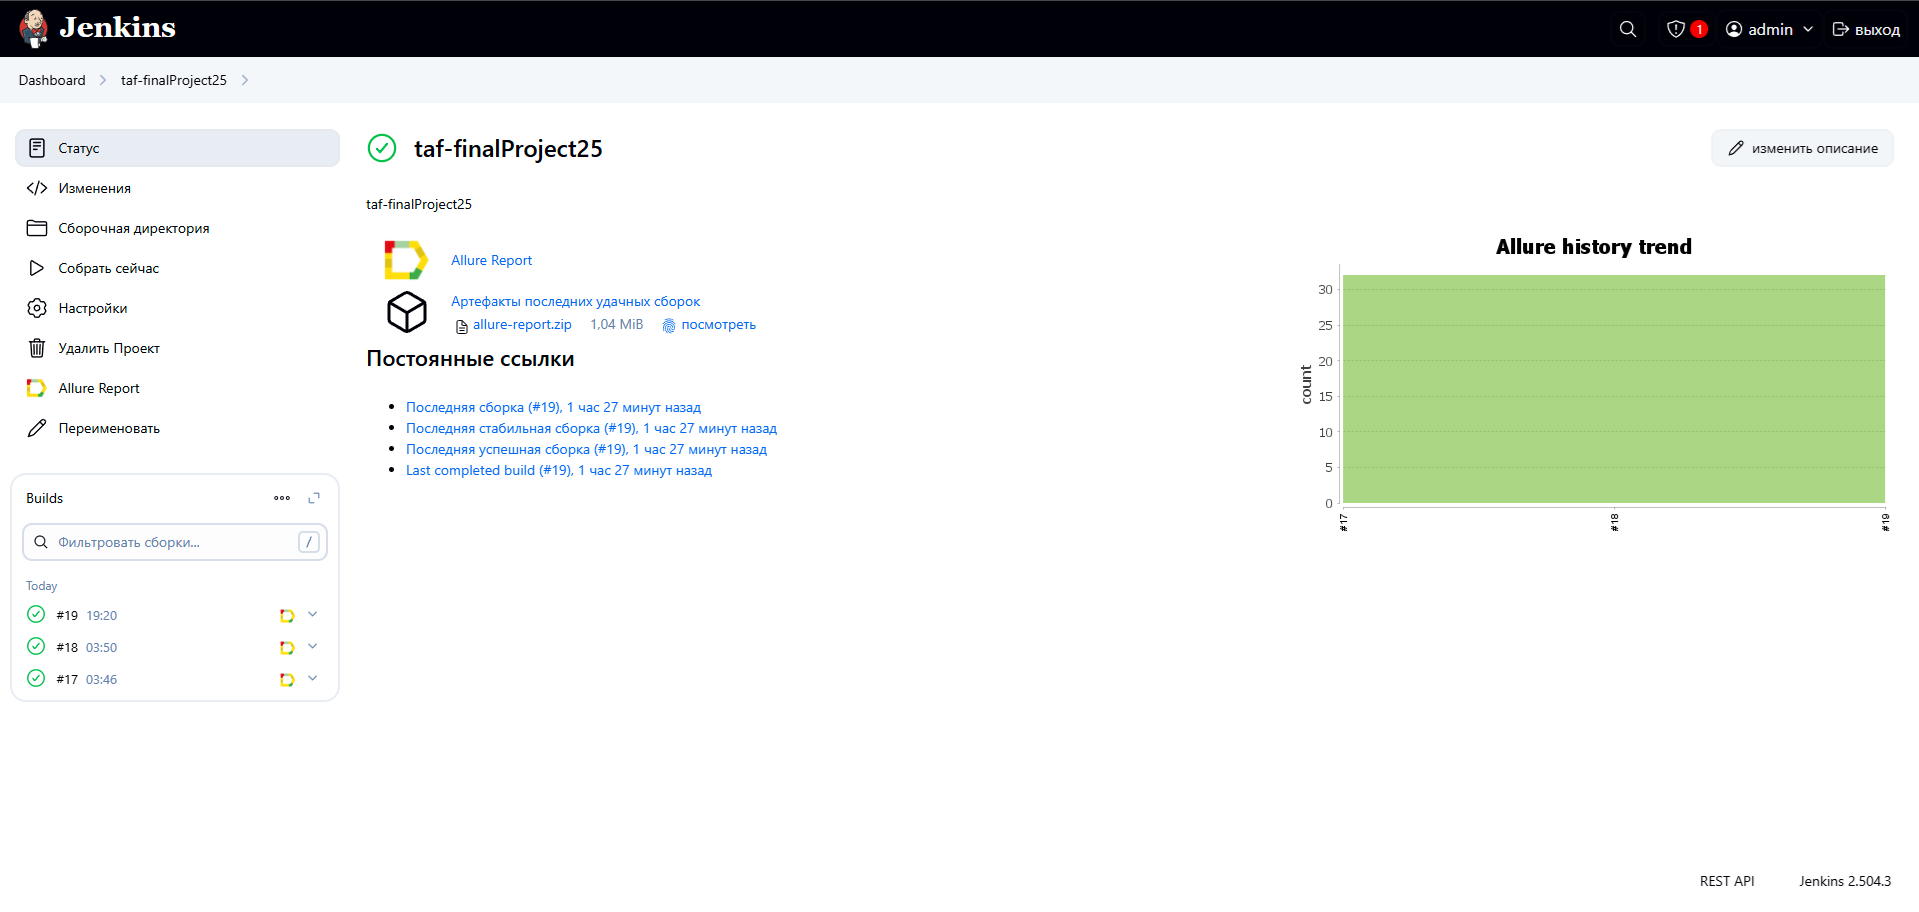 Jenkins
1
admin
выход
Dashboard
taf-finalProject25
Статус
Изменения
Сборочная директория
Собрать сейчас
Настройки
Удалить Проект
Allure Report
Переименовать
Builds
Фильтровать сборки...
/
Today
#19 19:20
#18 03:50
#17 03:46
taf-finalProject25
изменить описание
taf-finalProject25
Allure Report
Артефакты последних удачных сборок
allure-report.zip 1,04 MiB посмотреть
Постоянные ссылки
Последняя сборка (#19), 1 час 27 минут назад
Последняя стабильная сборка (#19), 1 час 27 минут назад
Последняя успешная сборка (#19), 1 час 27 минут назад
Last completed build (#19), 1 час 27 минут назад
Allure history trend
count
30
25
20
15
10
5
0
#17
#18
#19
REST API
Jenkins 2.504.3